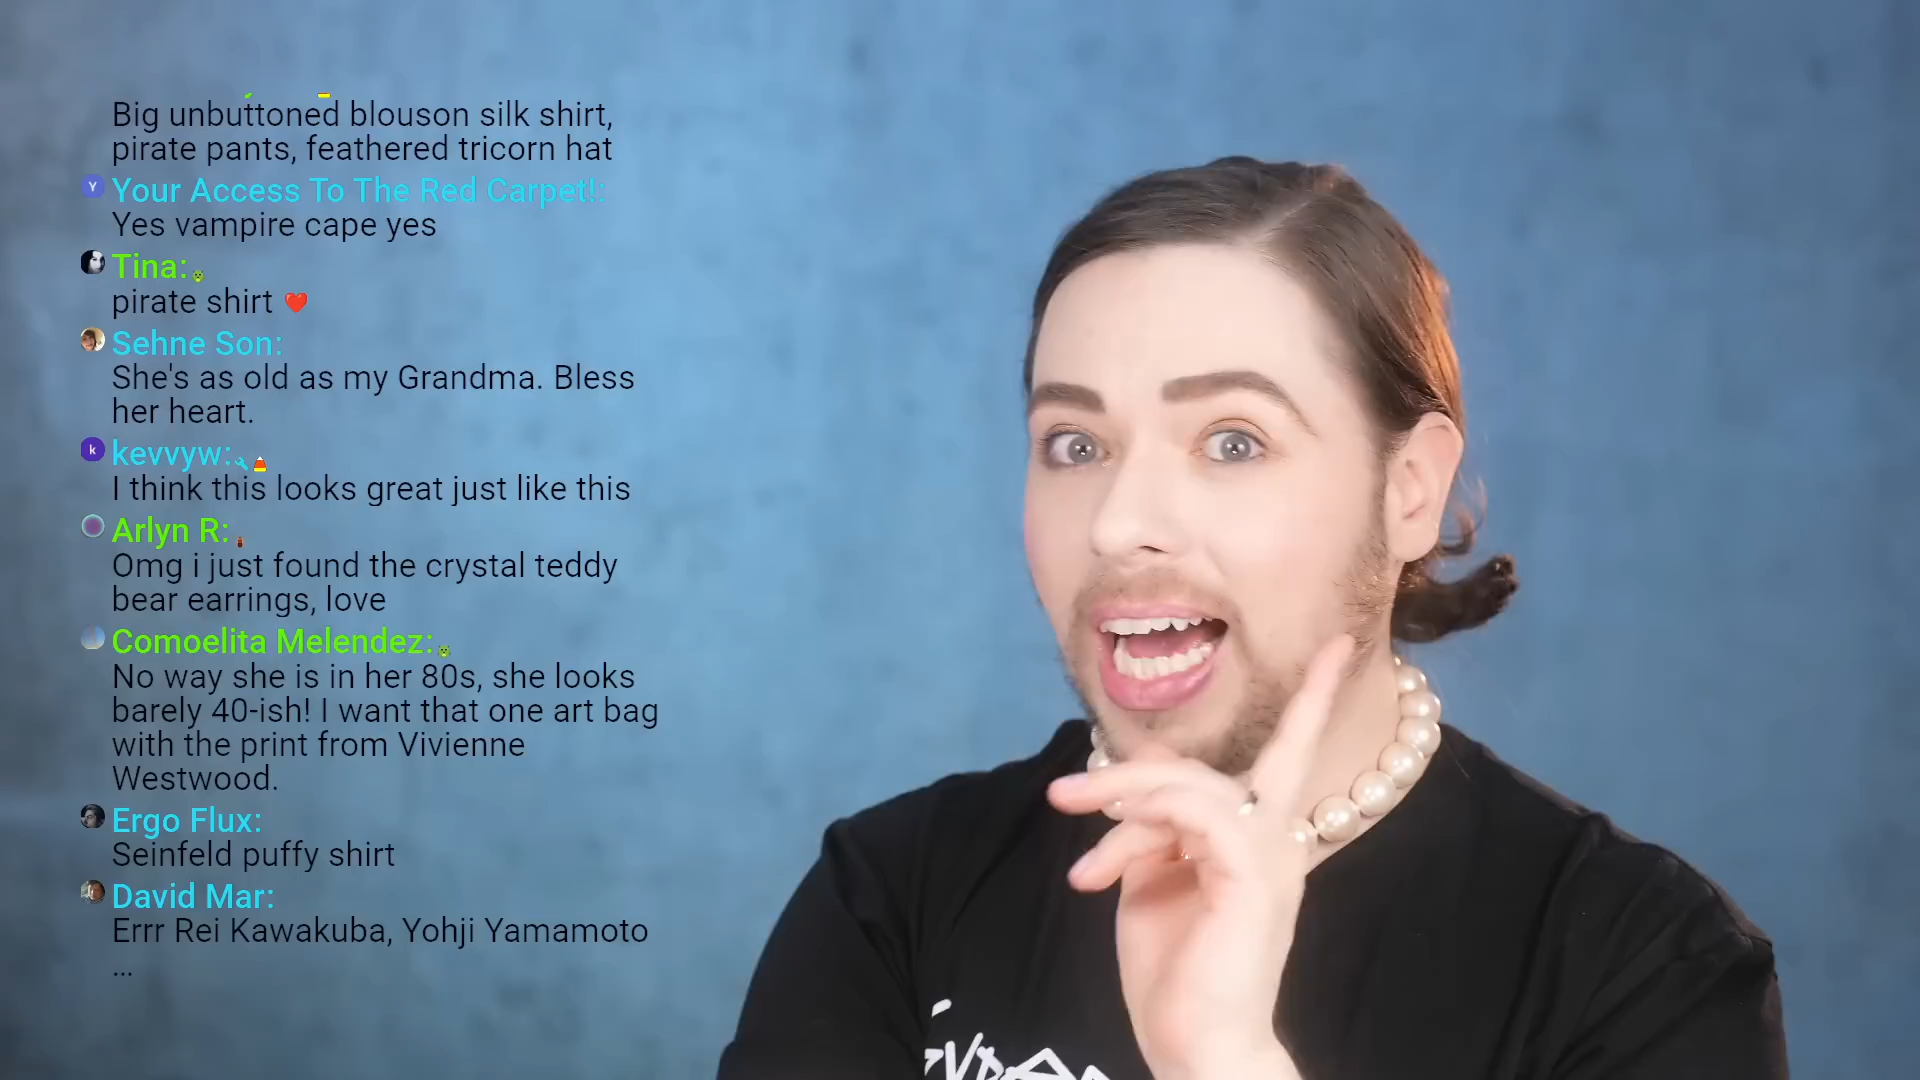 Big unbuttoned blouson silk shirt,
pirate pants, feathered tricorn hat
Y Your Access To The Red Carpet!:
Yes vampire cape yes
Tina:
pirate shirt ❤️
Sehne Son:
She's as old as my Grandma. Bless
her heart.
k kevvyw:
I think this looks great just like this
Arlyn R:
Omg i just found the crystal teddy
bear earrings, love
Comoelita Melendez:
No way she is in her 80s, she looks
barely 40-ish! I want that one art bag
with the print from Vivienne
Westwood.
Ergo Flux:
Seinfeld puffy shirt
David Mar:
Errr Rei Kawakuba, Yohji Yamamoto
...